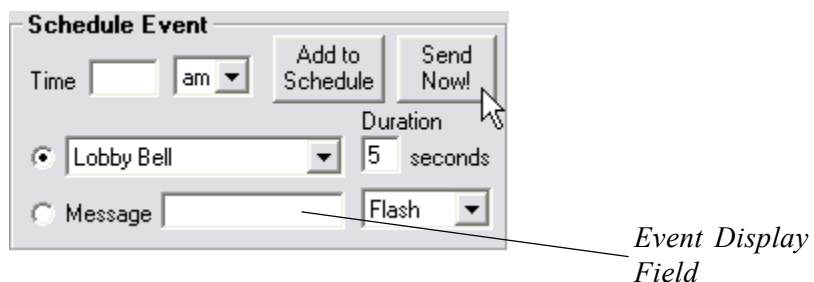 Schedule Event
Time am Add to Schedule Send Now!
Duration
Lobby Bell 5 seconds
Message Flash
Event Display
Field